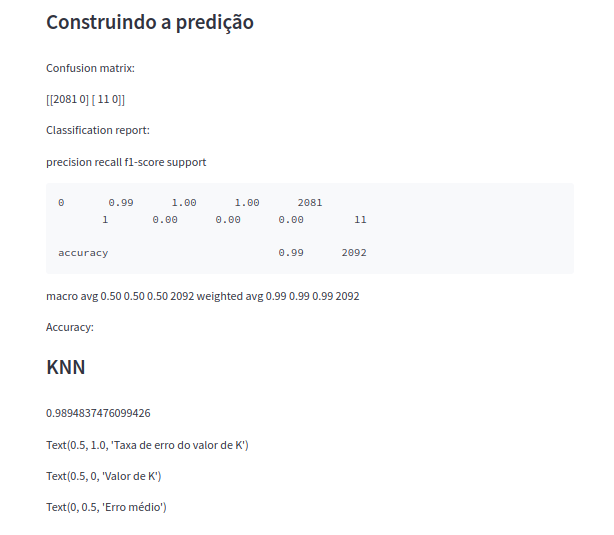 Construindo a predição
Confusion matrix:
[[2081 0] [ 11 0]]
Classification report:
precision recall f1-score support
0 0.99 1.00 1.00 2081
1 0.00 0.00 0.00 11
accuracy 0.99 2092
macro avg 0.50 0.50 0.50 2092 weighted avg 0.99 0.99 0.99 2092
Accuracy:
KNN
0.9894837476099426
Text(0.5, 1.0, 'Taxa de erro do valor de K')
Text(0.5, 0, 'Valor de K')
Text(0, 0.5, 'Erro médio')